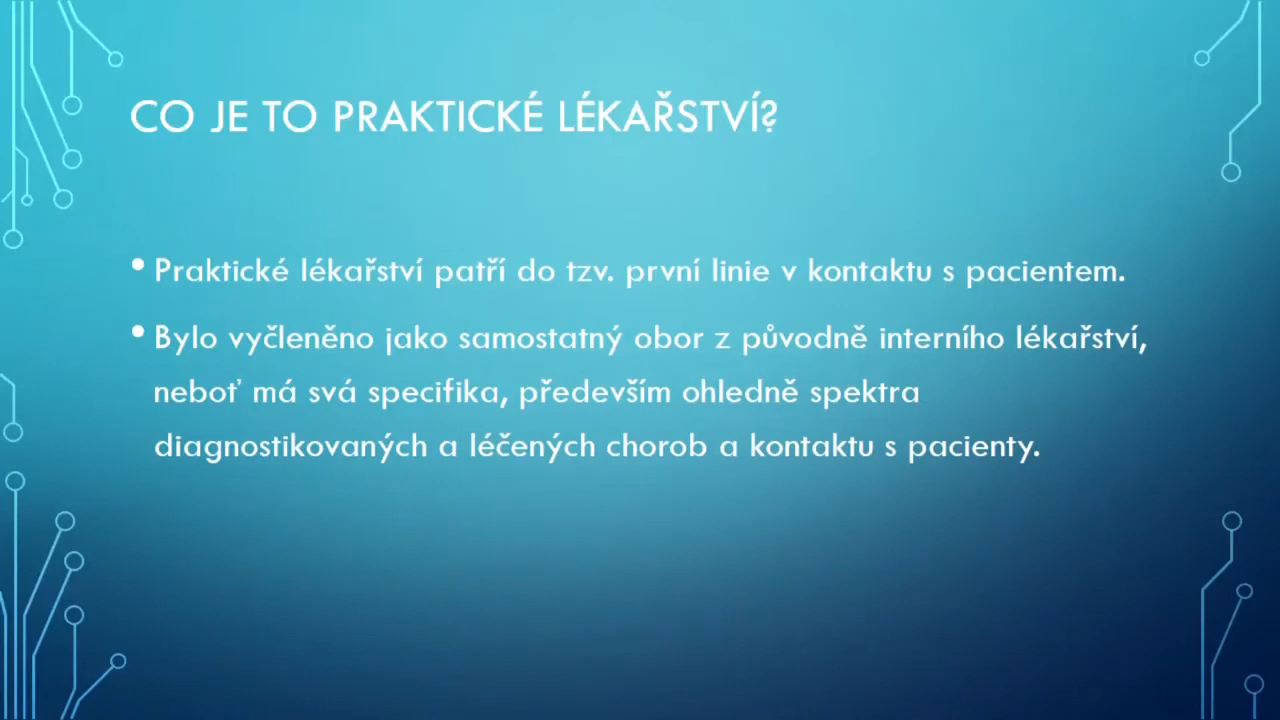 CO JE TO PRAKTICKÉ LÉKAŘSTVÍ?
• Praktické lékařství patří do tzv. první linie v kontaktu s pacientem.
• Bylo vyčleněno jako samostatný obor z původně interního lékařství,
neboť má svá specifika, především ohledně spektra
diagnostikovaných a léčených chorob a kontaktu s pacienty.